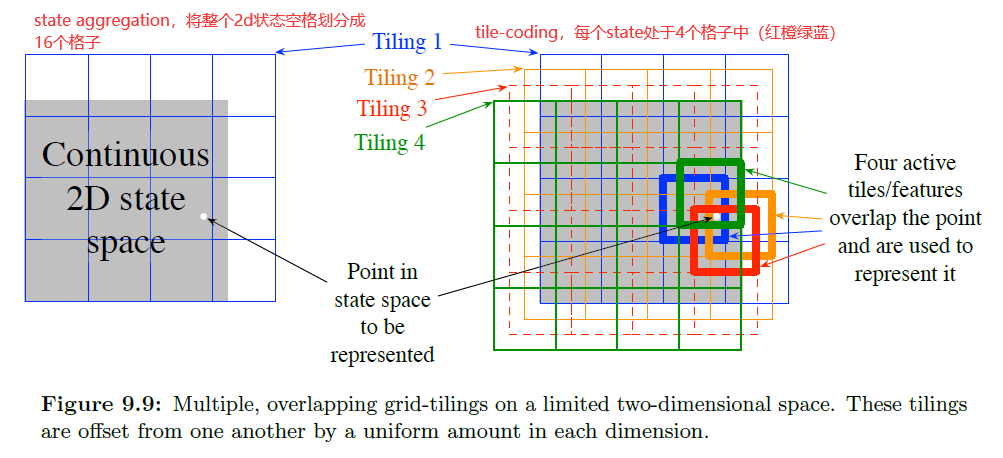 state aggregation，将整个2d状态空格划分成
16个格子
tile-coding，每个state处于4个格子中（红橙绿蓝）
Tiling 1
Tiling 2
Tiling 3
Tiling 4
Continuous
2D state
space
Point in
state space
to be
represented
Four active
tiles/features
overlap the point
and are used to
represent it
Figure 9.9: Multiple, overlapping grid-tilings on a limited two-dimensional space. These tilings
are offset from one another by a uniform amount in each dimension.